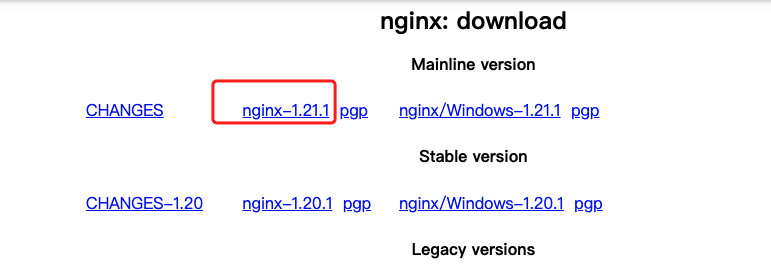 nginx: download
Mainline version
CHANGES nginx-1.21.1 pgp nginx/Windows-1.21.1 pgp
Stable version
CHANGES-1.20 nginx-1.20.1 pgp nginx/Windows-1.20.1 pgp
Legacy versions